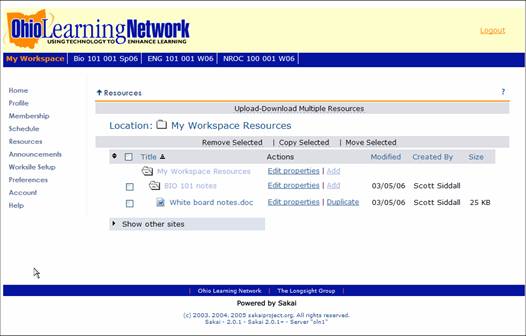 OhioLearningNetwork
USING TECHNOLOGY TO ENHANCE LEARNING
Logout
My Workspace | Bio 101 001 Sp06 | ENG 101 001 W06 | NROC 100 001 W06
Home
Profile
Membership
Schedule
Resources
Announcements
Worksite Setup
Preferences
Account
Help
Resources ?
Upload-Download Multiple Resources
Location: My Workspace Resources
Remove Selected | Copy Selected | Move Selected
Title Actions Modified Created By Size
My Workspace Resources Edit properties | Add
BIO 101 notes Edit properties | Add 03/05/06 Scott Siddall
White board notes.doc Edit properties | Duplicate 03/05/06 Scott Siddall 25 KB
Show other sites
| Ohio Learning Network | The Longsight Group |
Powered by Sakai
(c) 2003, 2004, 2005 sakaiproject.org. All rights reserved.
Sakai - 2.0.1 - Sakai 2.0.1+ - Server "oln1"